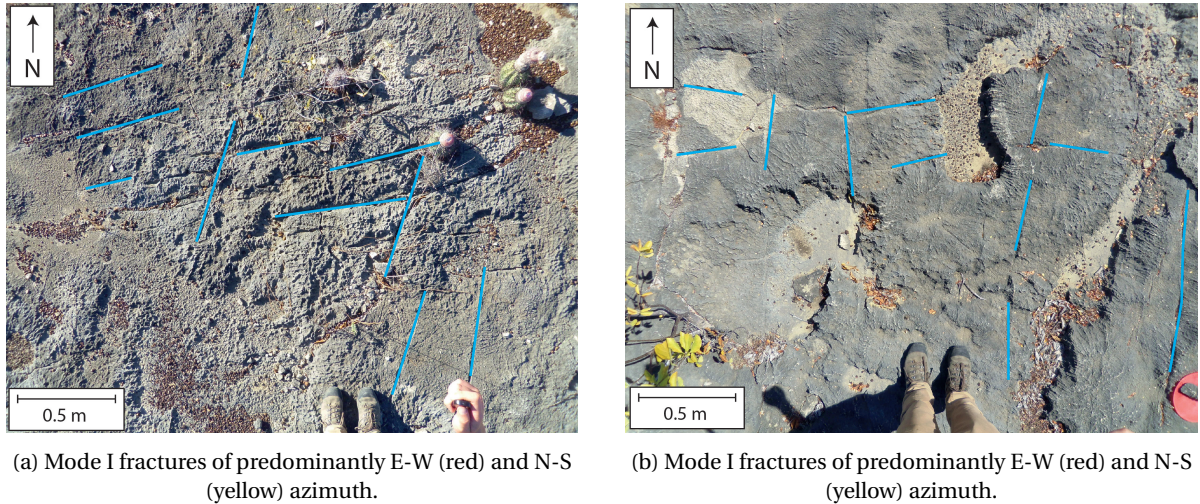 N
0.5 m
(a) Mode I fractures of predominantly E-W (red) and N-S
(yellow) azimuth.
N
0.5 m
(b) Mode I fractures of predominantly E-W (red) and N-S
(yellow) azimuth.